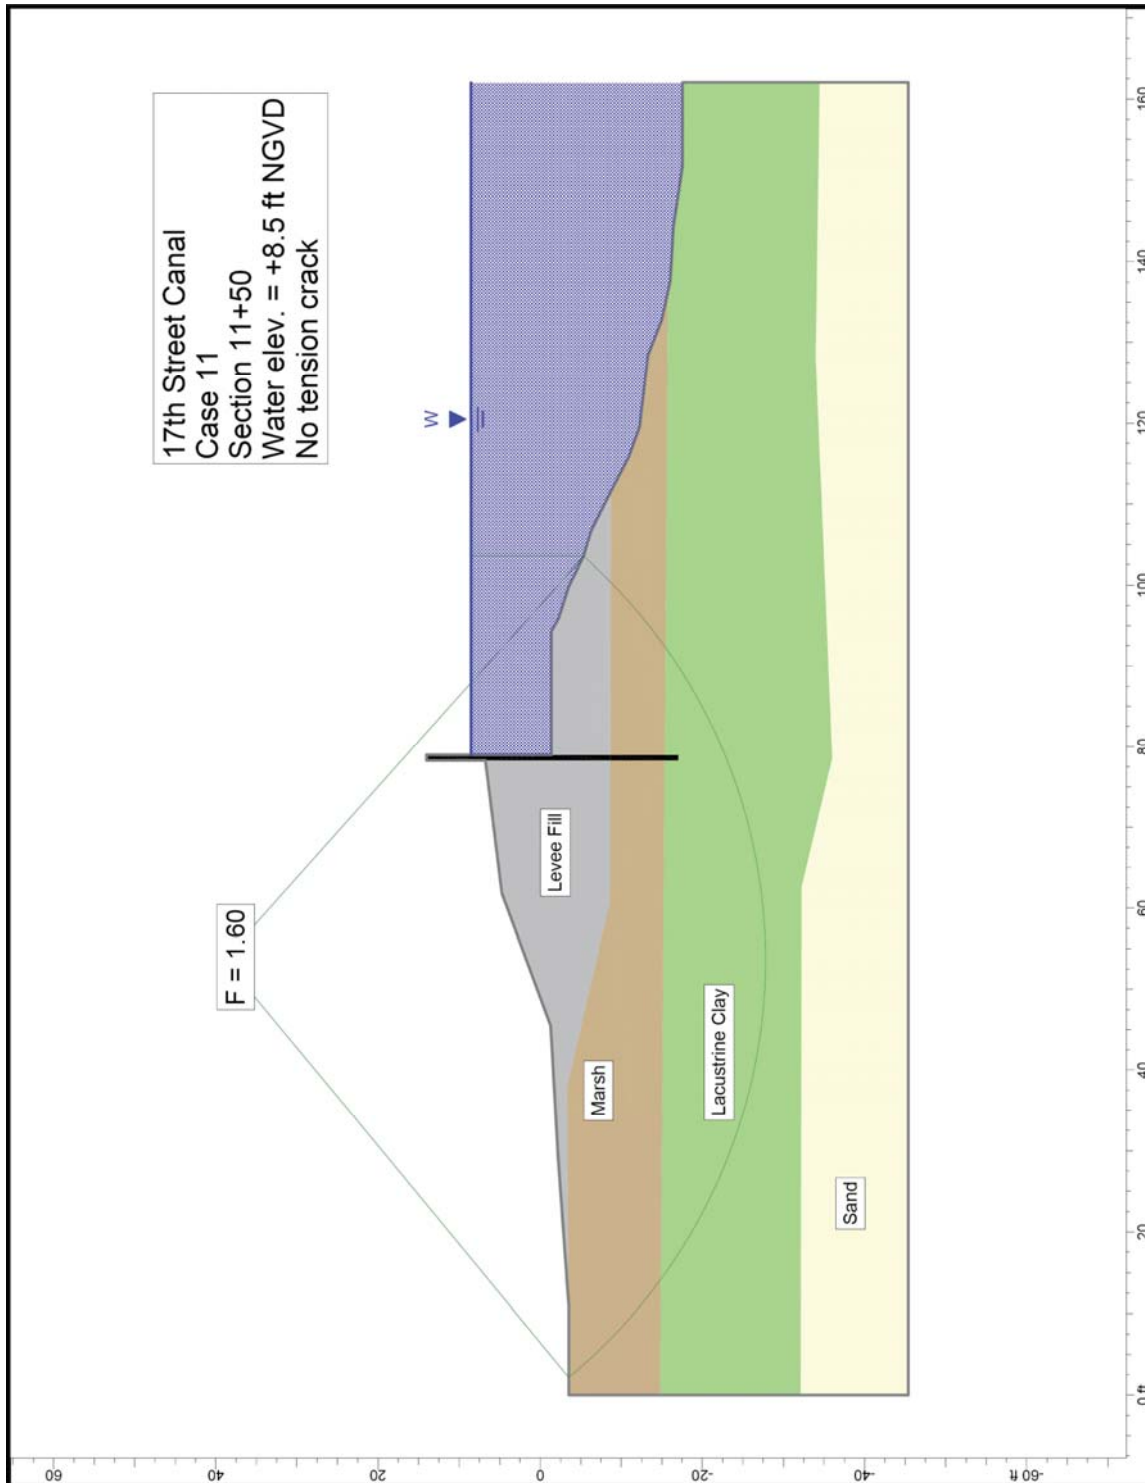 17th Street Canal
Case 11
Section 11+50
Water elev. = +8.5 ft NGVD
No tension crack
F = 1.60
W
Levee Fill
Marsh
Lacustrine Clay
Sand
60
40
20
0
-20
-40
-60 ft
0 ft
20
40
60
80
100
120
140
160